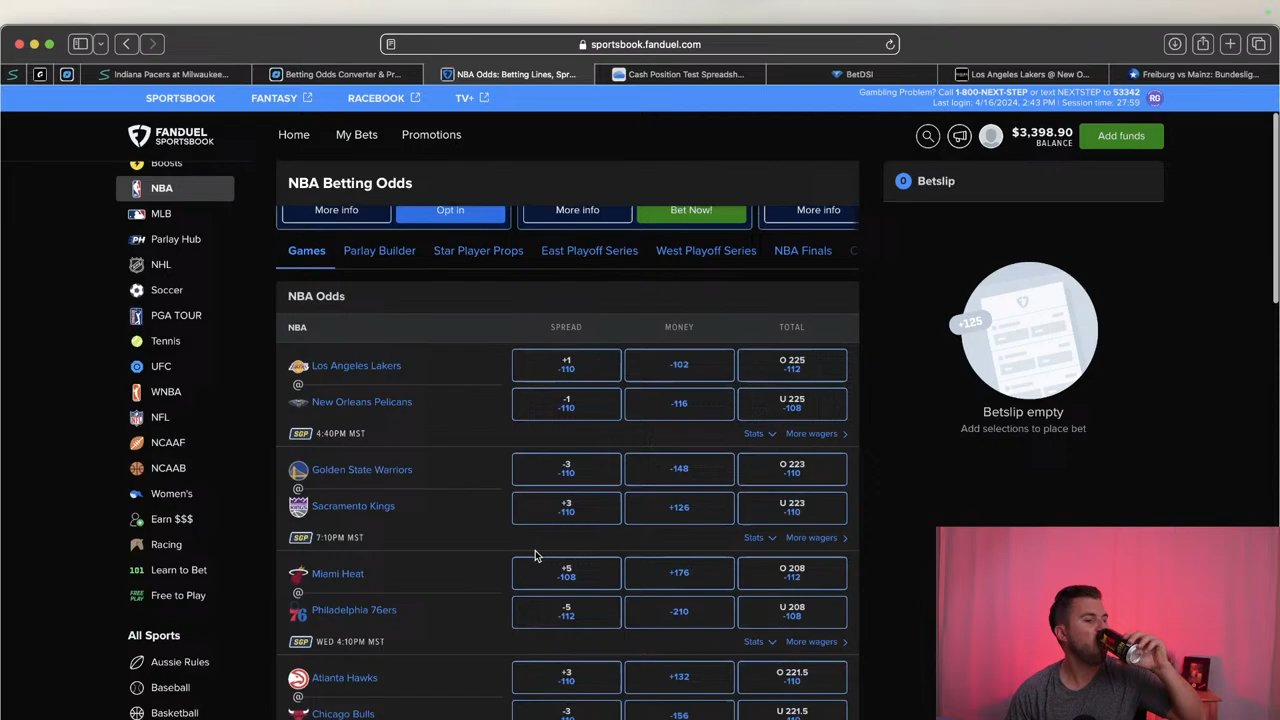 sportsbook.fanduel.com
Indiana Pacers at Milwaukee...
Betting Odds Converter & Pr...
NBA Odds: Betting Lines, Spr...
Cash Position Test Spreadsh...
BetDSI
Los Angeles Lakers @ New O...
Freiburg vs Mainz: Bundeslig...
SPORTSBOOK
FANTASY
RACEBOOK
TV+
Gambling Problem? Call 1-800-NEXT-STEP or text NEXTSTEP to 53342
Last login: 4/16/2024, 2:43 PM | Session time: 27:59
RG
FANDUEL
SPORTSBOOK
Home
My Bets
Promotions
$3,398.90
BALANCE
Add funds
Boosts
NBA
MLB
PH
Parlay Hub
NHL
Soccer
PGA TOUR
Tennis
UFC
WNBA
NFL
NCAAF
NCAAB
Women's
Earn $$$
Racing
101
Learn to Bet
FREE
PLAY
Free to Play
All Sports
Aussie Rules
Baseball
Basketball
NBA Betting Odds
More info
Opt in
More info
Bet Now!
More info
Games
Parlay Builder
Star Player Props
East Playoff Series
West Playoff Series
NBA Finals
NBA Odds
NBA
SPREAD
MONEY
TOTAL
Los Angeles Lakers
+1
-110
-102
O 225
-112
@
New Orleans Pelicans
-1
-110
-116
U 225
-108
SGP
4:40PM MST
Stats
More wagers
Golden State Warriors
-3
-110
-148
O 223
-110
@
Sacramento Kings
+3
-110
+126
U 223
-110
SGP
7:10PM MST
Stats
More wagers
Miami Heat
+5
-108
+176
O 208
-112
@
Philadelphia 76ers
-5
-112
-210
U 208
-108
SGP
WED 4:10PM MST
Stats
More wagers
Atlanta Hawks
+3
-110
+132
O 221.5
-110
@
Chicago Bulls
-3
-110
-156
U 221.5
-110
0
Betslip
+125
Betslip empty
Add selections to place bet